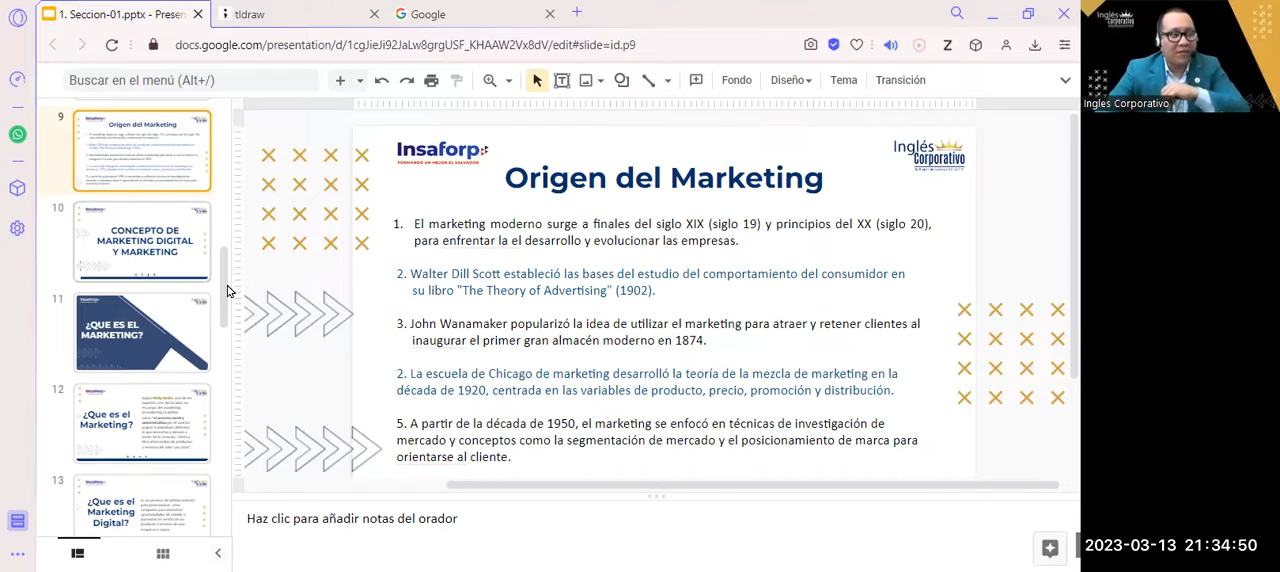 1. Seccion-01.pptx - Presen
tldraw
Google
docs.google.com/presentation/d/1cgJieJi92JaLw8grgUSF_KHAAW2Vx8dV/edit#slide=id.p9
Buscar en el menú (Alt+/)
Fondo
Diseño
Tema
Transición
9
Origen del Marketing
10
CONCEPTO DE
MARKETING DIGITAL
Y MARKETING
11
¿QUE ES EL
MARKETING?
12
¿Que es el
Marketing?
13
¿Que es el
Marketing
Digital?
Insaforp
FORMANDO UN MEJOR EL SALVADOR
Inglés
Corporativo
Origen del Marketing
1. El marketing moderno surge a finales del siglo XIX (siglo 19) y principios del XX (siglo 20),
para enfrentar la el desarrollo y evolucionar las empresas.
2. Walter Dill Scott estableció las bases del estudio del comportamiento del consumidor en
su libro "The Theory of Advertising" (1902).
3. John Wanamaker popularizó la idea de utilizar el marketing para atraer y retener clientes al
inaugurar el primer gran almacén moderno en 1874.
2. La escuela de Chicago de marketing desarrolló la teoría de la mezcla de marketing en la
década de 1920, centrada en las variables de producto, precio, promoción y distribución.
5. A partir de la década de 1950, el marketing se enfocó en técnicas de investigación de
mercado y conceptos como la segmentación de mercado y el posicionamiento de marca para
orientarse al cliente.
Haz clic para añadir notas del orador
Inglés
Corporativo
Ingles Corporativo
2023-03-13 21:34:50